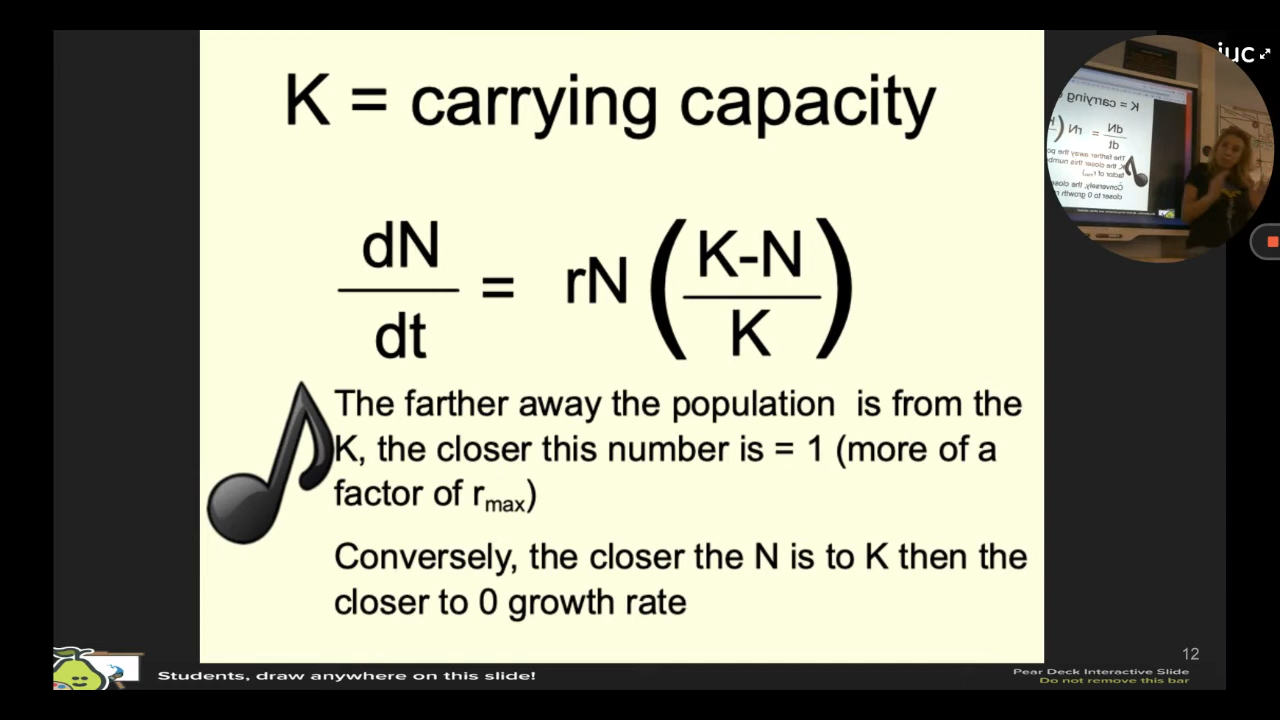 K = carrying capacity
dN
dt
= rN
(K-N
K)
The farther away the population is from the
K, the closer this number is = 1 (more of a
factor of rmax)
Conversely, the closer the N is to K then the
closer to 0 growth rate
12
Students, draw anywhere on this slide!
Pear Deck Interactive Slide
Do not remove this bar